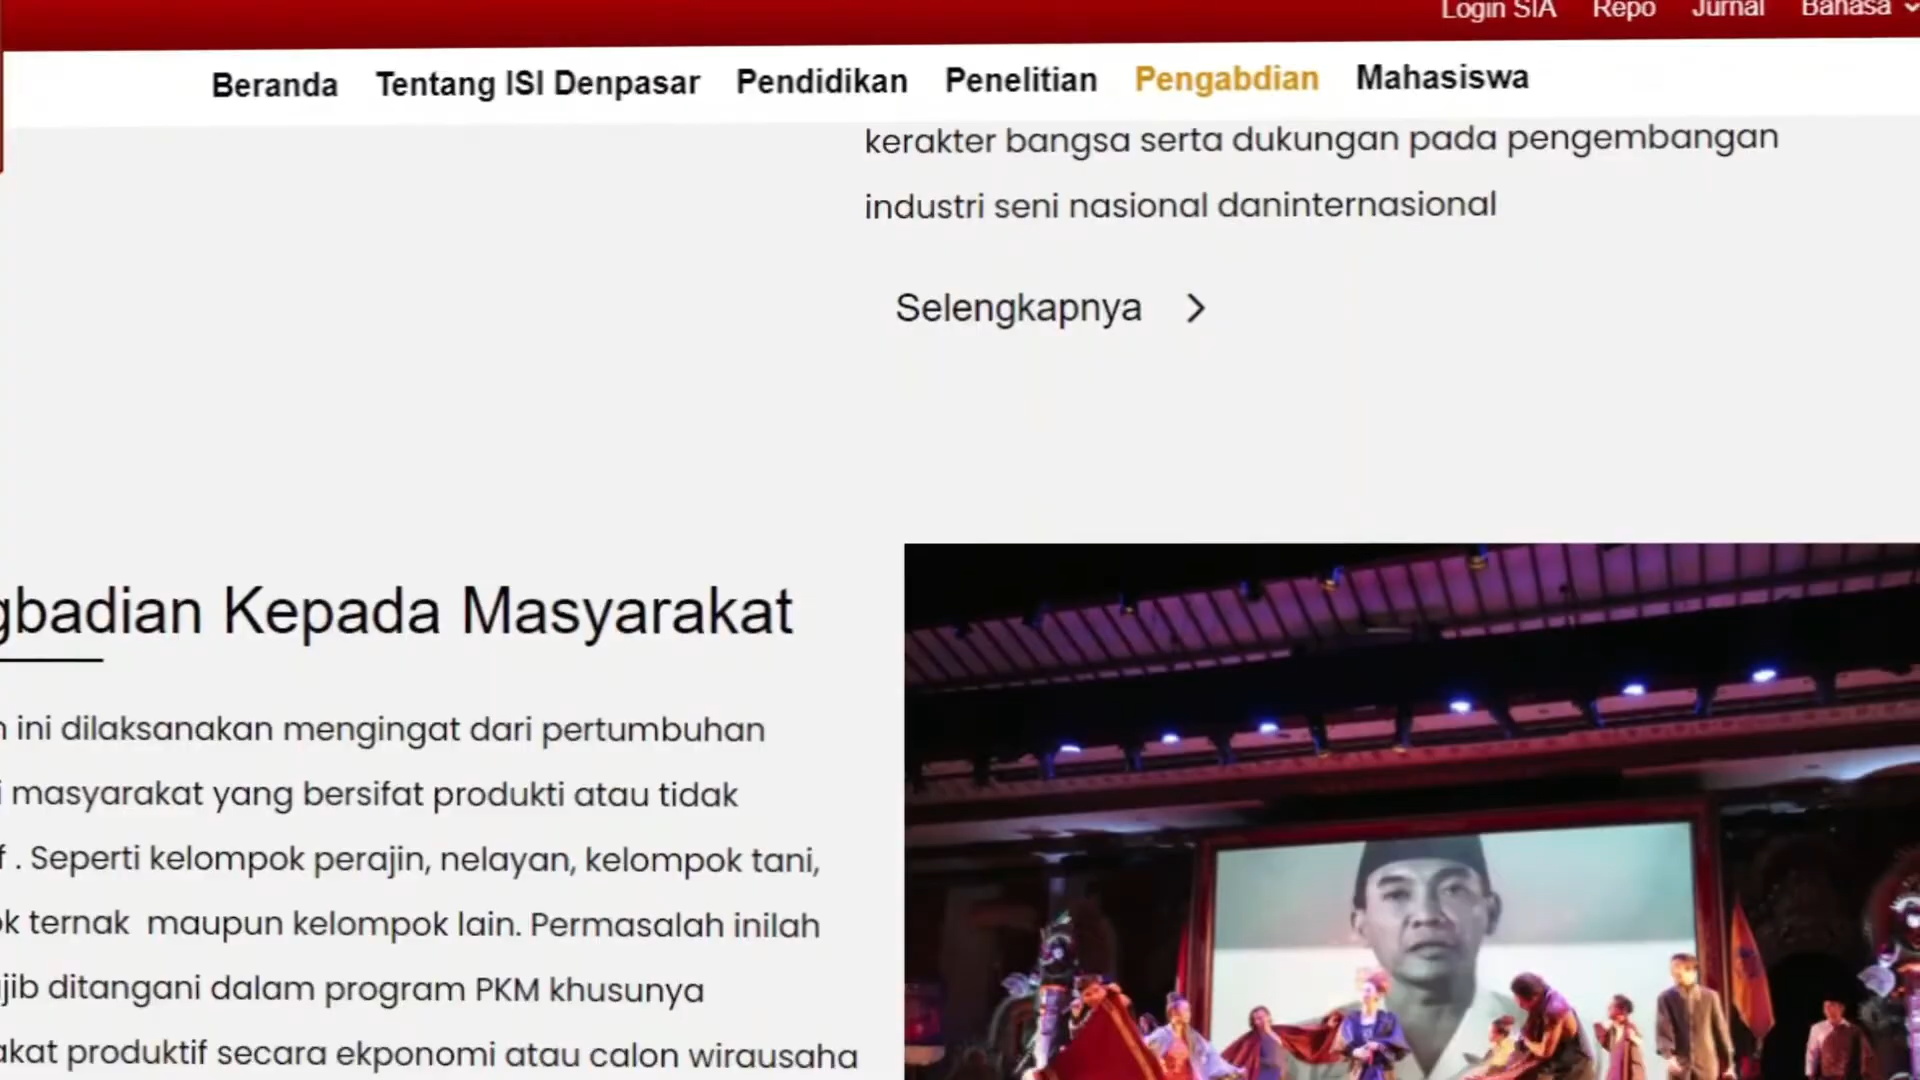 Login SIA Repo Jurnal Bahasa
Beranda Tentang ISI Denpasar Pendidikan Penelitian Pengabdian Mahasiswa
kerakter bangsa serta dukungan pada pengembangan
industri seni nasional daninternasional
Selengkapnya
gbadian Kepada Masyarakat
n ini dilaksanakan mengingat dari pertumbuhan
i masyarakat yang bersifat produkti atau tidak
f . Seperti kelompok perajin, nelayan, kelompok tani,
ok ternak maupun kelompok lain. Permasalah inilah
jib ditangani dalam program PKM khusunya
akat produktif secara ekponomi atau calon wirausaha